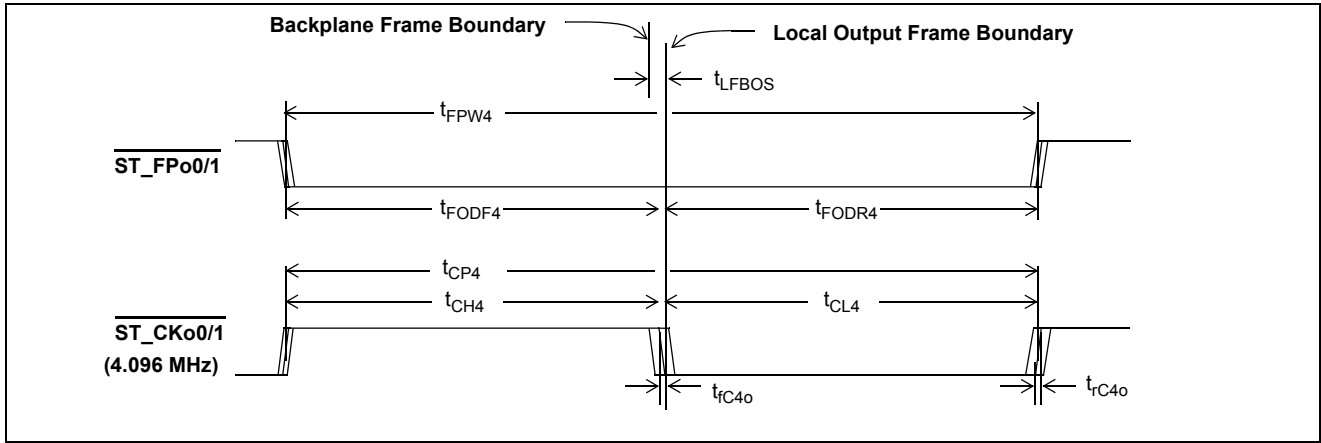 Backplane Frame Boundary
Local Output Frame Boundary
tLFBOS
tFPW4
ST_FPo0/1
tFODF4
tFODR4
tCP4
tCH4
tCL4
ST_CKo0/1
(4.096 MHz)
tfC4o
trC4o